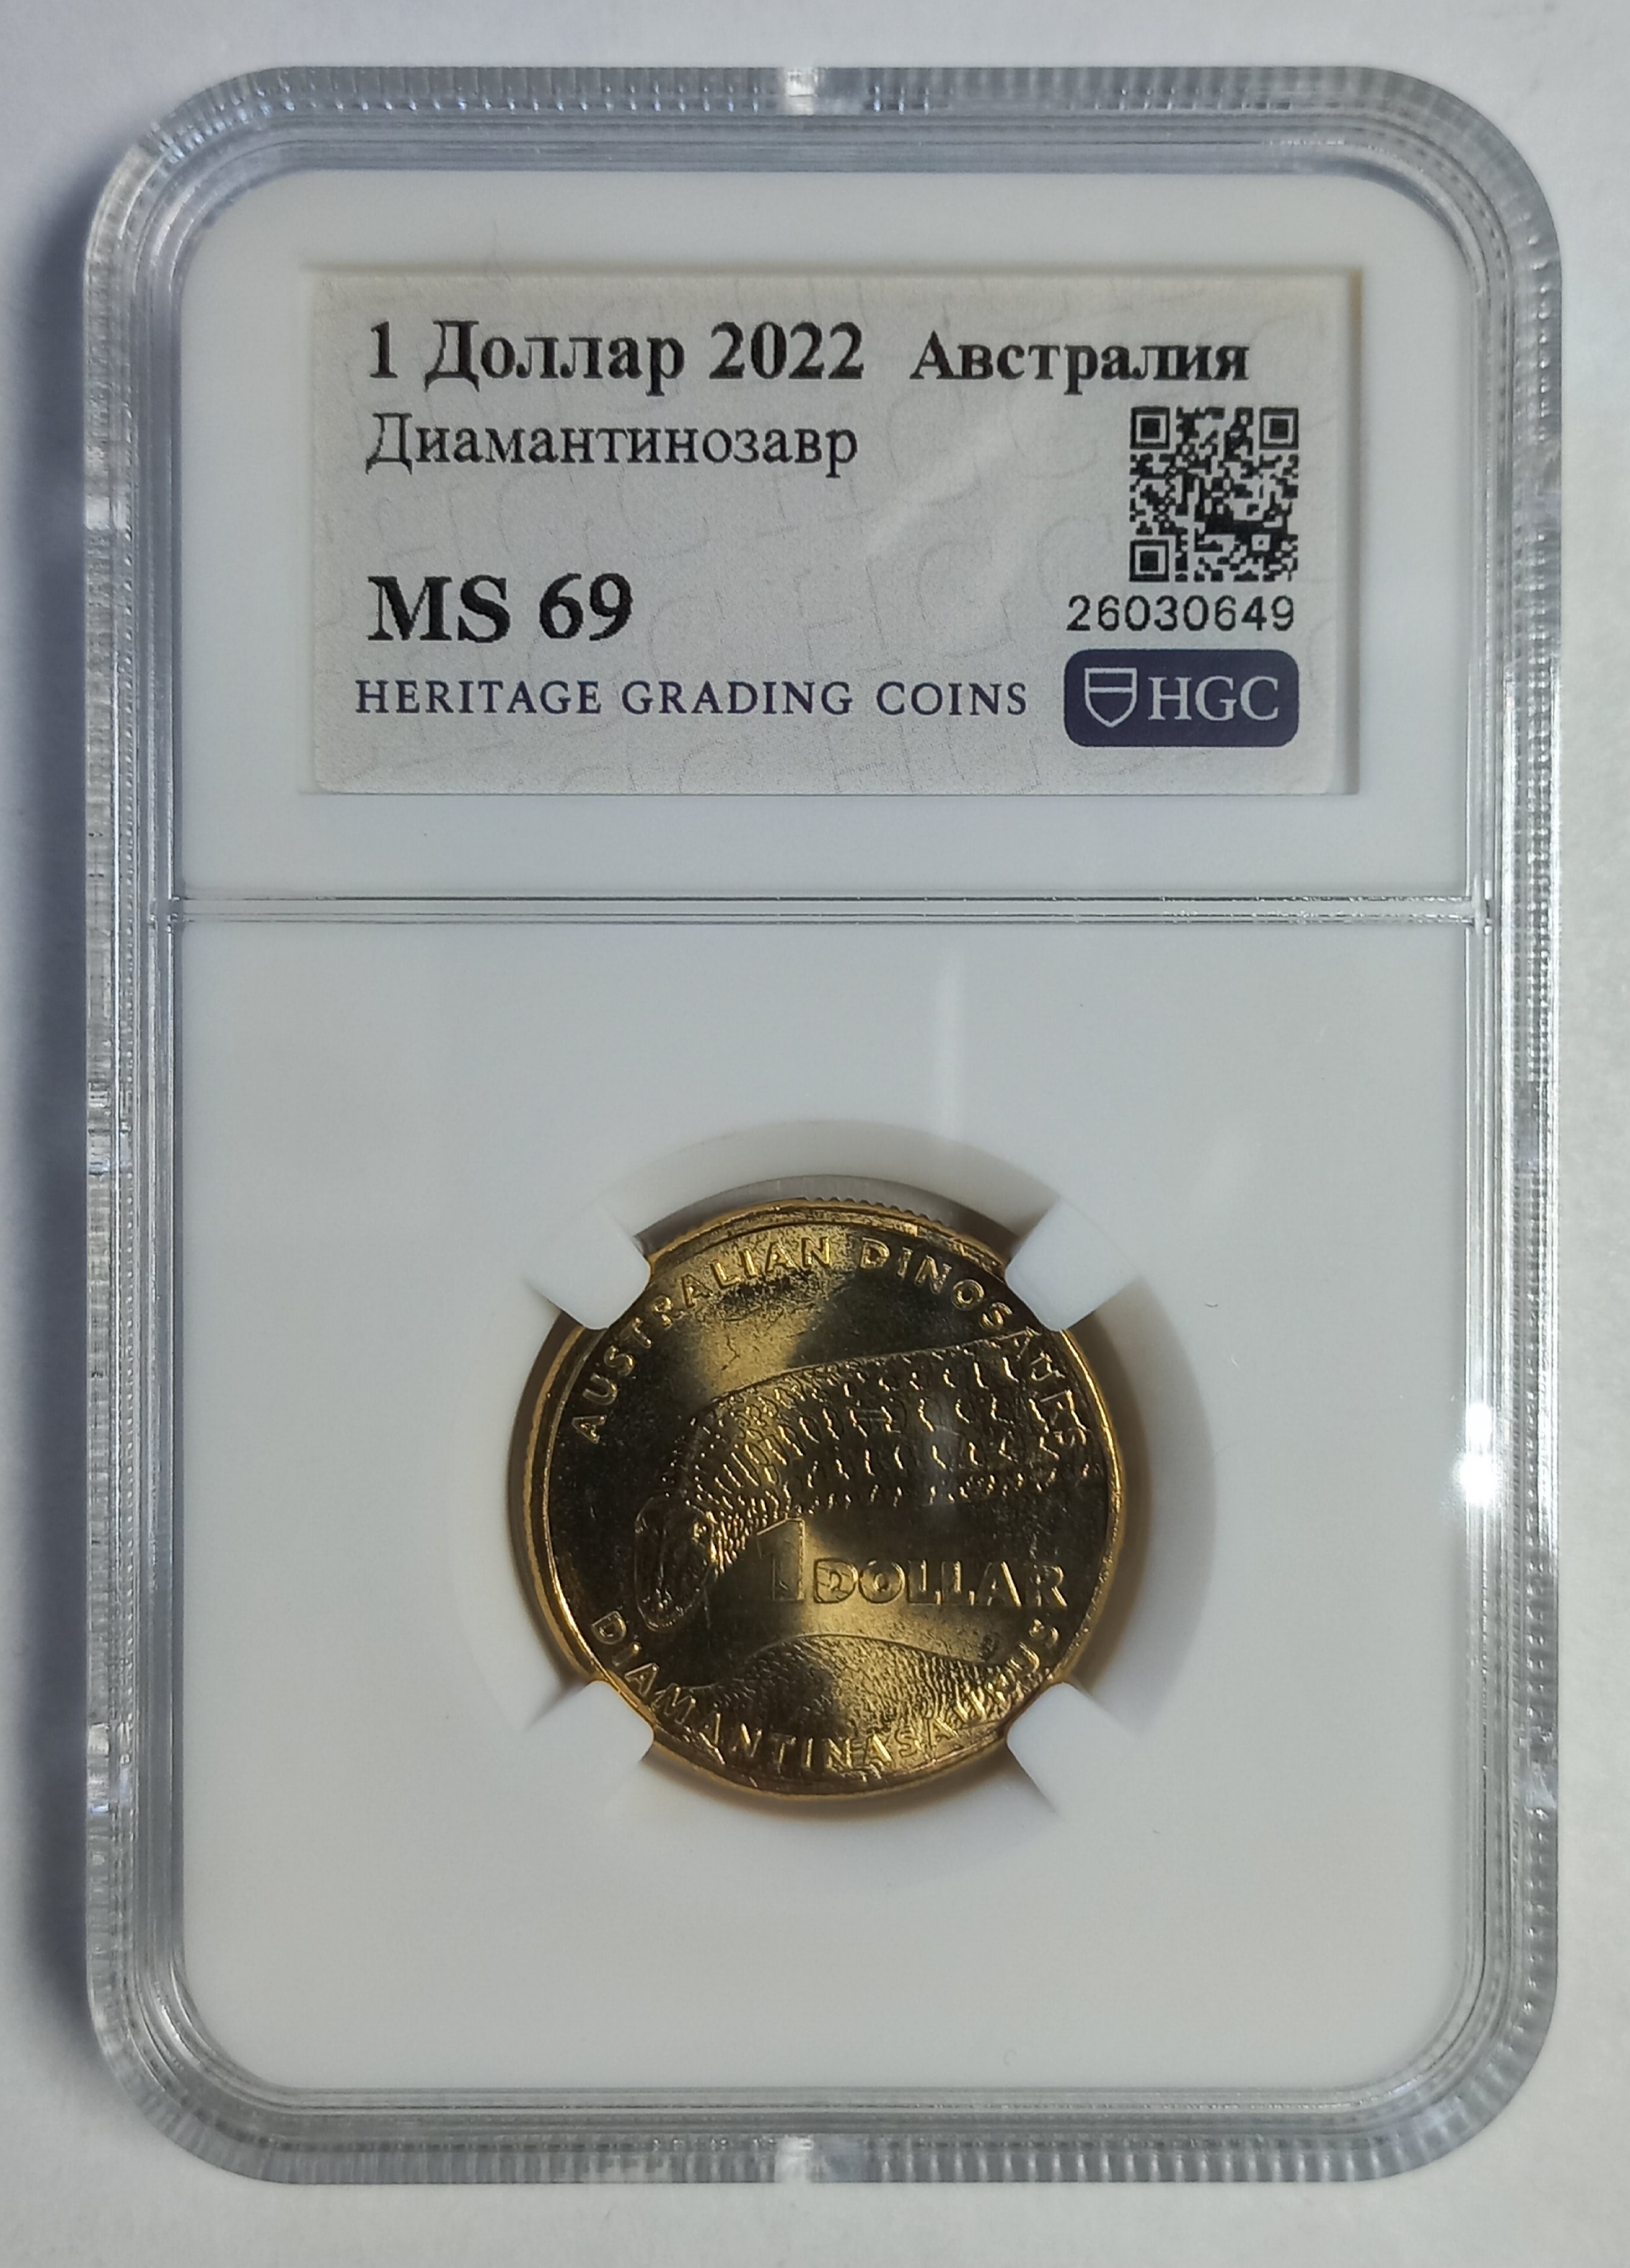 1 Доллар 2022 Австралия
Диамантинозавр
MS 69
26030649
HERITAGE GRADING COINS
HGC
AUSTRALIAN DINOSAURS
1 DOLLAR
DIAMANTINASAURUS